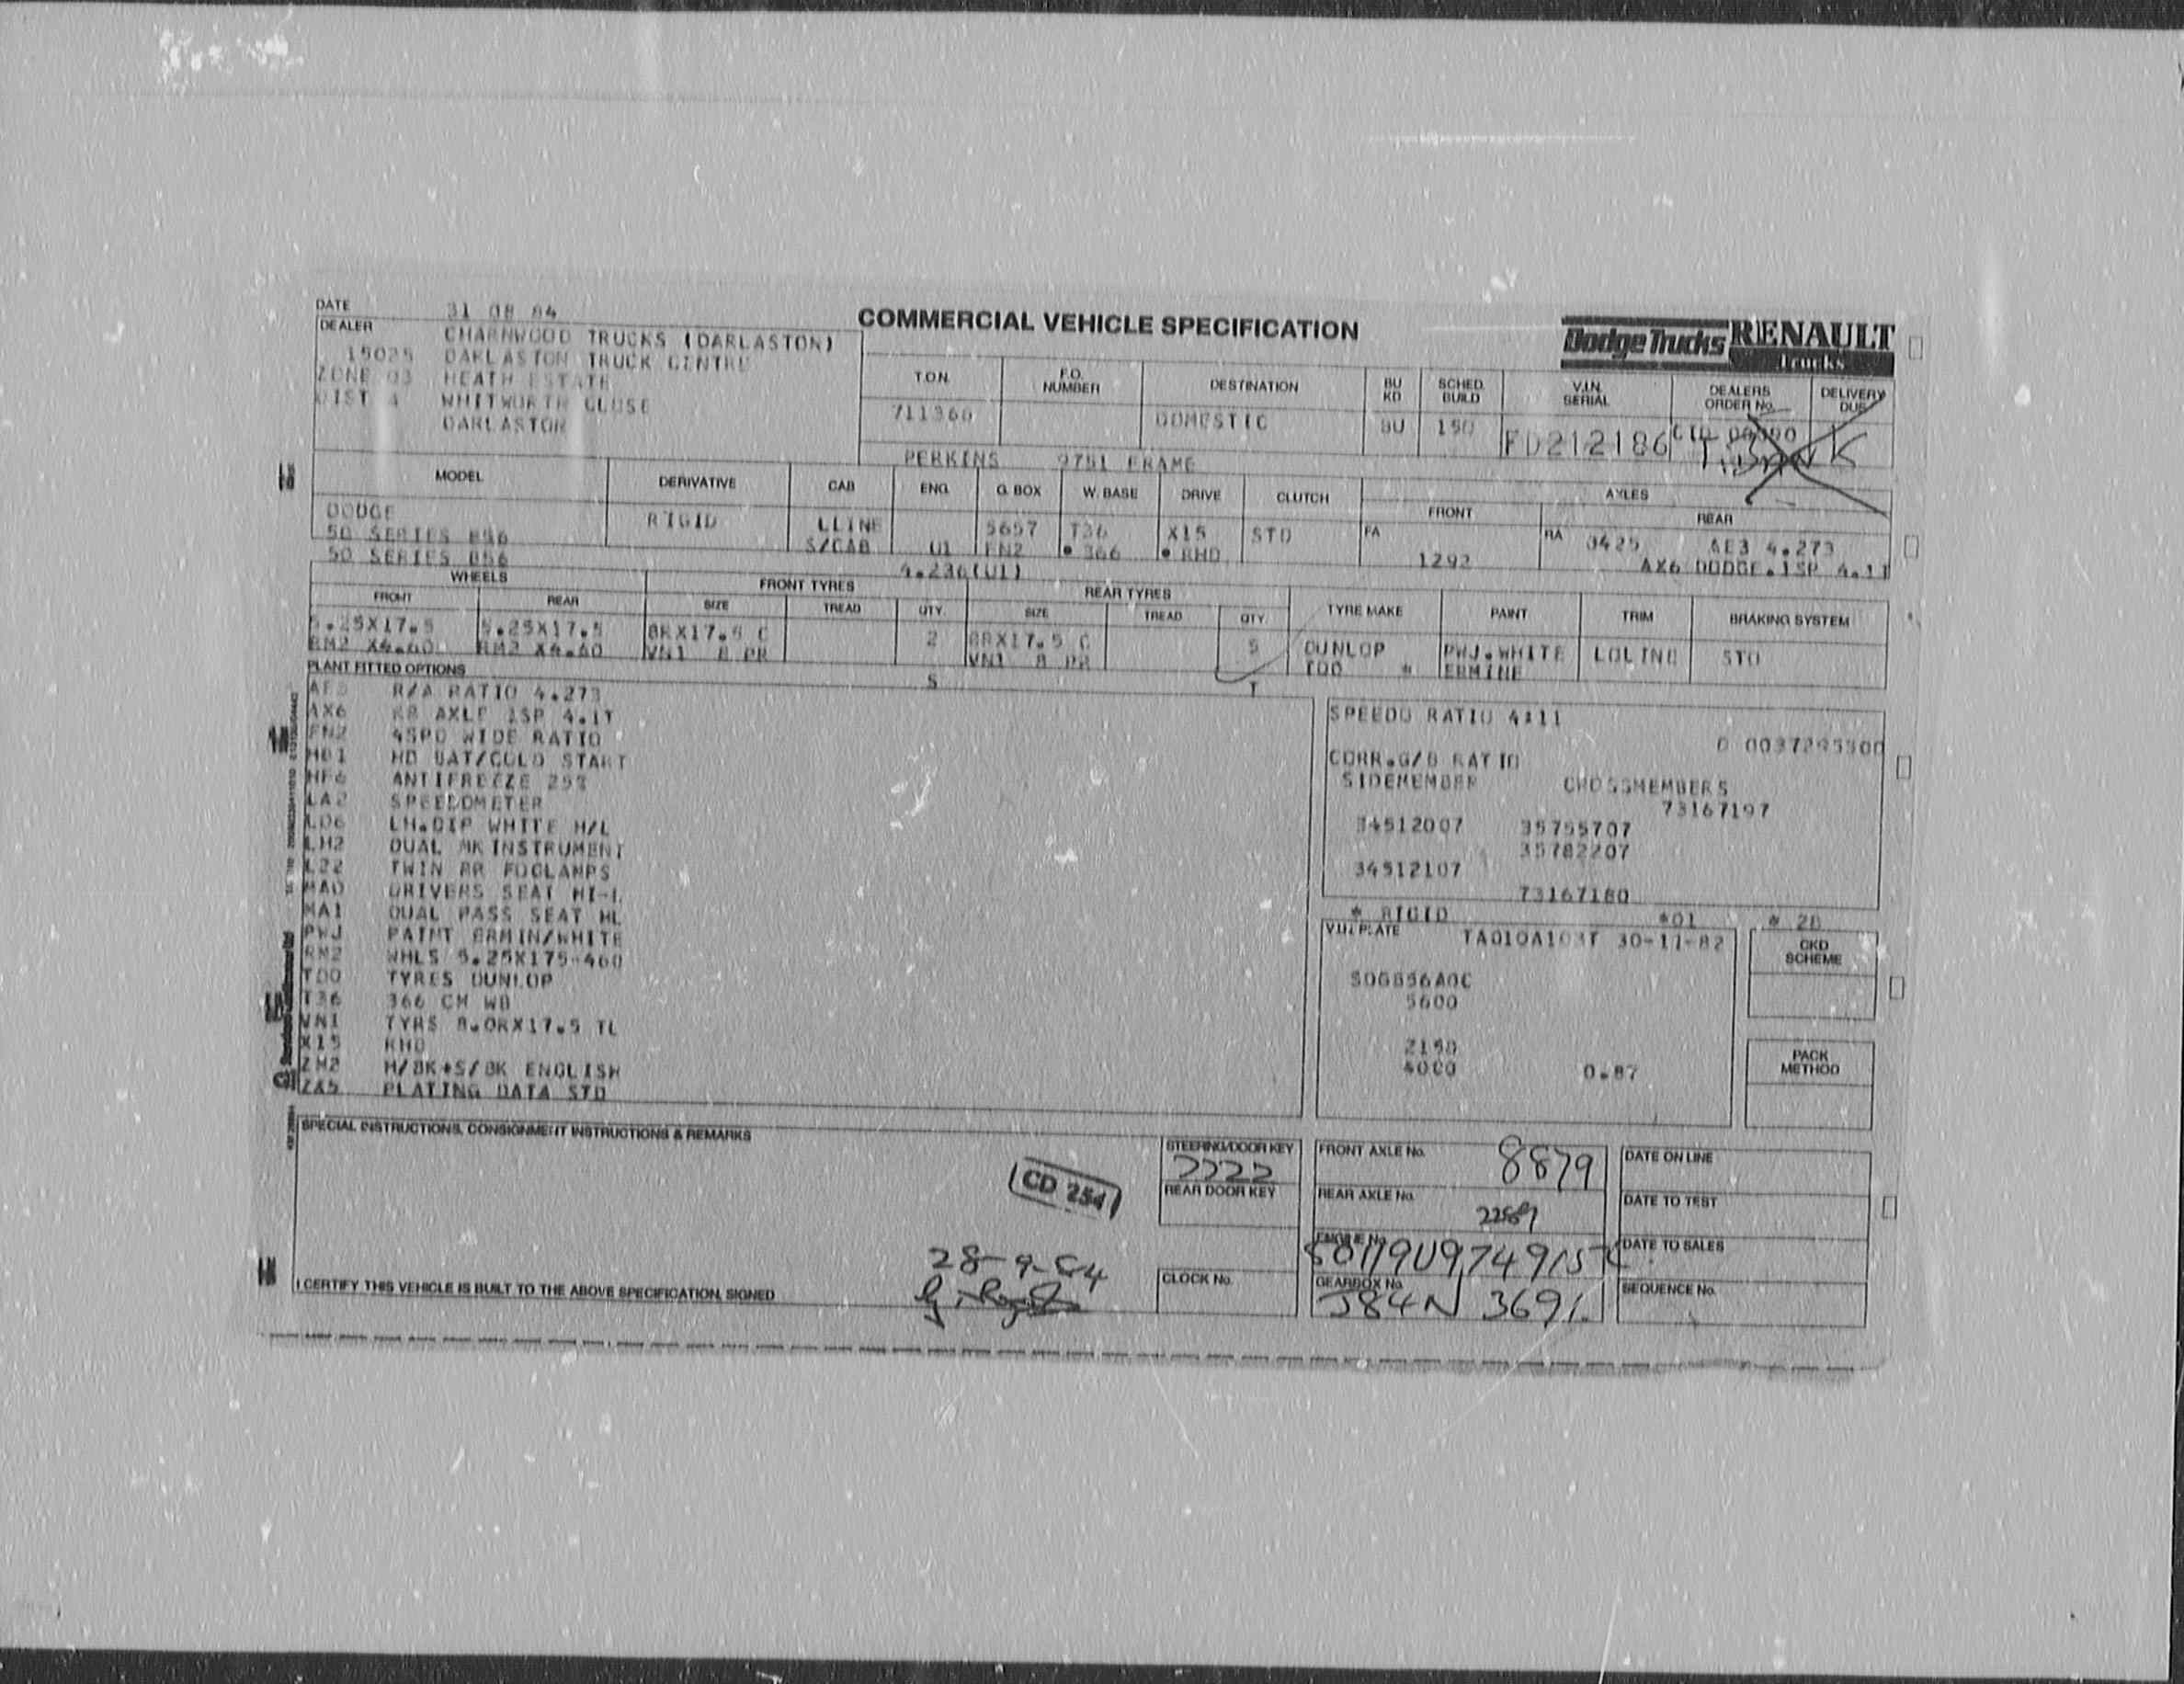 DATE 31 08 84
COMMERCIAL VEHICLE SPECIFICATION
Dodge Trucks RENAULT Trucks
DEALER CHARNWOOD TRUCKS (DARLASTON)
15025 DARLASTON TRUCK CENTRE
ZONE 03 HEATH ESTATE
DIST 4 WHITWORTH CLOSE
DARLASTON
T.O.N. F.O. NUMBER DESTINATION BU KD SCHED. BUILD V.I.N. SERIAL DEALERS ORDER No. DELIVERY DUE
711366 DOMESTIC BU 150 FD212186
PERKINS 9751 FRAME
MODEL DERIVATIVE CAB ENG. G. BOX W. BASE DRIVE CLUTCH AXLES
FRONT REAR
DODGE RIGID LLINE 5657 T36 X15 STD FA RA 0425 AE3 4.273
50 SERIES B56 S/CAB U1 EN2 • 366 • RHD 1292 AX6 DODGE.1SP 4.1T
50 SERIES B56 4.236(U1)
WHEELS FRONT TYRES REAR TYRES
FRONT REAR SIZE TREAD QTY. SIZE TREAD QTY TYRE MAKE PAINT TRIM BRAKING SYSTEM
5.25X17.5 5.25X17.5 8RX17.5 C 2 8RX17.5 C 5 DUNLOP PWJ.WHITE LOLINE STD
RM2 X4.60 RM2 X4.60 VN1 8 PR VN1 8 PR TDO * ERMINE
PLANT FITTED OPTIONS S T
AE3 R/A RATIO 4.273
AX6 RR AXLE 1SP 4.1T
EN2 4SPD WIDE RATIO
HB1 HD BAT/COLD START
HF6 ANTIFREEZE 25%
LA2 SPEEDOMETER
LD6 LH.DIP WHITE H/L
LH2 DUAL MK INSTRUMENT
LZ2 TWIN RR FOGLAMPS
MA0 DRIVERS SEAT HI-L
MA1 DUAL PASS SEAT HL
PWJ PAINT ERMIN/WHITE
RM2 WHLS 5.25X175-460
TDO TYRES DUNLOP
T36 366 CM WB
VN1 TYRS 8.0RX17.5 TL
X15 RHD
ZH2 H/BK+S/BK ENGLISH
ZX5 PLATING DATA STD
SPEEDO RATIO 4:11
D 0037295300
CORR.G/B RATIO
SIDEMEMBER CROSSMEMBERS
73167197
34512007 35755707
35782207
34512107
73167180
* RIGID *01 * 20
V.I.N. PLATE TA010A103T 30-11-82
CKD SCHEME
50GB56A0C
5600
2150
4000 0.87
PACK METHOD
SPECIAL INSTRUCTIONS, CONSIGNMENT INSTRUCTIONS & REMARKS
CD 254
STEERING/DOOR KEY 2222
REAR DOOR KEY
CLOCK No.
FRONT AXLE No. 8879
REAR AXLE No.
ENGINE No.
GEARBOX No. J84N 3691.
DATE ON LINE
DATE TO TEST
DATE TO SALES
SEQUENCE No.
28-9-84
I CERTIFY THIS VEHICLE IS BUILT TO THE ABOVE SPECIFICATION, SIGNED